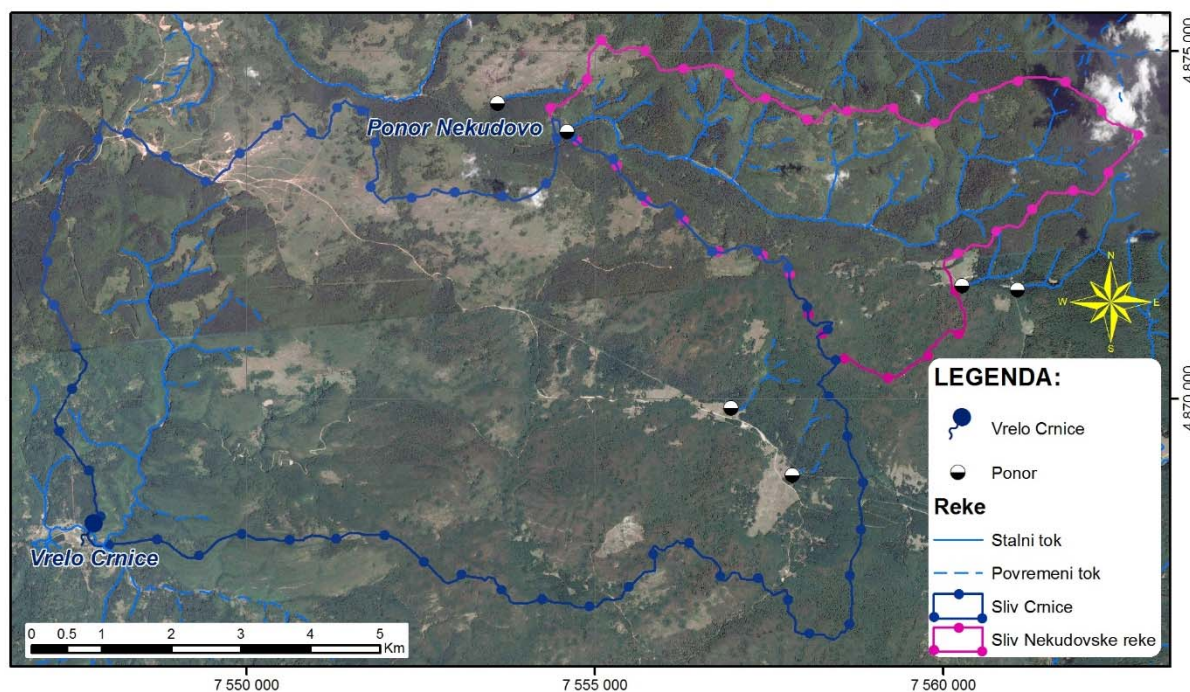 4 875 000
Ponor Nekudovo
N
W
E
S
4 870 000
LEGENDA:
Vrelo Crnice
Ponor
Reke
Stalni tok
Povremeni tok
Sliv Crnice
Sliv Nekudovske reke
Vrelo Crnice
0 0.5 1 2 3 4 5
Km
7 550 000 7 555 000 7 560 000